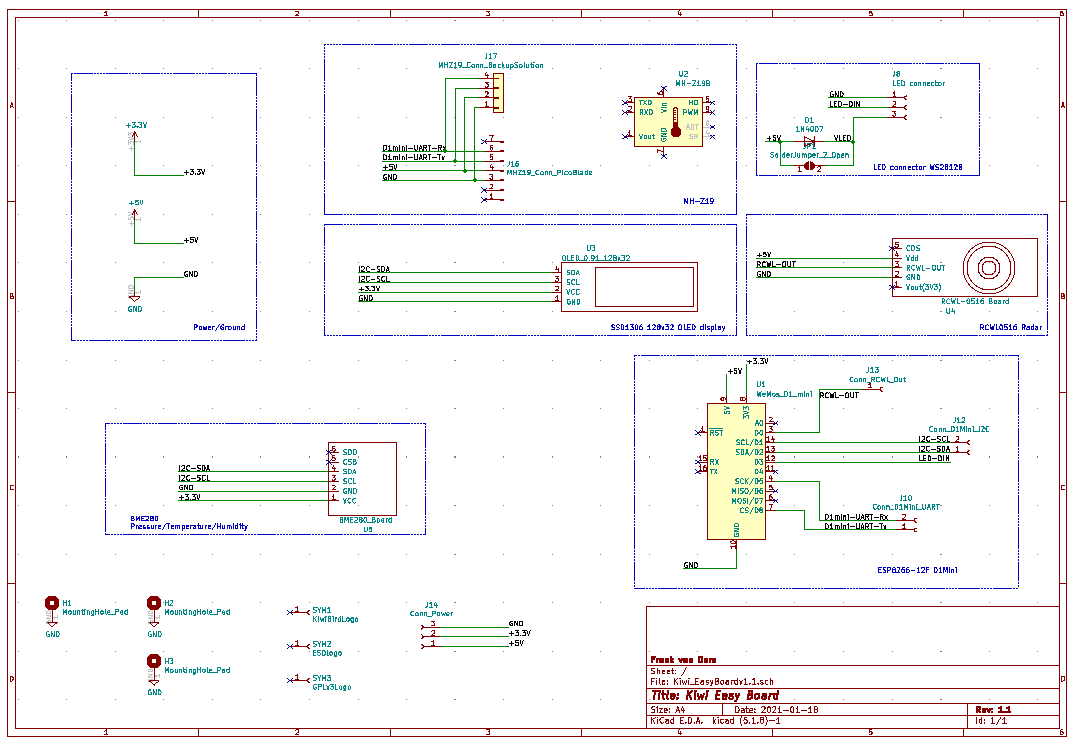 1 2 3 4 5 6
A
B
C
D
+3.3V
+3.3V
+5V
+5V
GND
GND
Power/Ground
J17
MHZ19_Conn_BackupSolution
4
3
2
1
D1mini-UART-Rx
D1mini-UART-Tx
+5V
GND
7
6
5
4
3
2
1
J16
MHZ19_Conn_PicoBlade
U2
MH-Z19B
TXD
RXD
Vout
Vin
GND
HD
PWM
AOT
SR
MH-Z19
J8
LED connector
GND 1
LED-DIN 2
3
D1
1N4007
+5V
VLED
JP2
SolderJumper_2_Open
1 2
LED connector WS2812B
U3
OLED_0.91_128x32
I2C-SDA 4 SDA
I2C-SCL 3 SCL
+3.3V 2 VCC
GND 1 GND
SSD1306 128x32 OLED display
5 CDS
+5V 4 Vdd
RCWL-OUT 3 RCWL-OUT
GND 2 GND
1 Vout(3V3)
RCWL-0516 Board
U4
RCWL0516 Radar
+3.3V
+5V
U1
WeMos_D1_mini
9 5V
8 3V3
1 RST
15 RX
16 TX
A0 2
D0 3
SCL/D1 14
SDA/D2 13
D3 12
D4 11
SCK/D5 4
MISO/D6 5
MOSI/D7 6
CS/D8 7
GND 10
GND
J13
Conn_RCWL_Out
RCWL-OUT
1
J12
Conn_D1Mini_I2C
I2C-SCL 2
I2C-SDA 1
LED-DIN
J10
Conn_D1Mini_UART
D1mini-UART-Rx 2
D1mini-UART-Tx 1
ESP8266-12F D1Mini
6 SDO
5 CSB
I2C-SDA 4 SDA
I2C-SCL 3 SCL
GND 2 GND
+3.3V 1 VCC
BME280_Board
U5
BME280
Pressure/Temperature/Humidity
H1
MountingHole_Pad
GND
H2
MountingHole_Pad
GND
H3
MountingHole_Pad
GND
1 SYM1
KiwiBirdLogo
1 SYM2
ESDlogo
1 SYM3
GPLv3Logo
J14
Conn_Power
3 GND
2 +3.3V
1 +5V
Frank van Dam
Sheet: /
File: Kiwi_EasyBoardv1.1.sch
Title: Kiwi Easy Board
Size: A4 Date: 2021-01-18 Rev: 1.1
KiCad E.D.A. kicad (5.1.8)-1 Id: 1/1
1 2 3 4 5 6